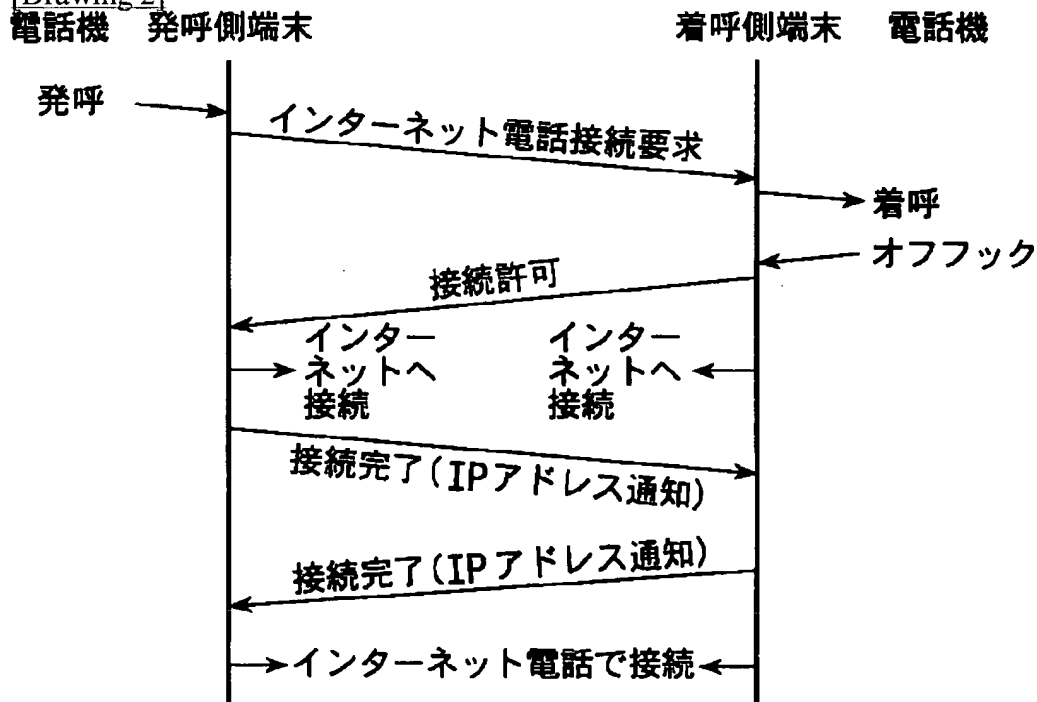 [Drawing 2]
電話機 発呼側端末 着呼側端末 電話機
発呼
インターネット電話接続要求
着呼
オフフック
接続許可
インター
ネットへ
接続
インター
ネットへ
接続
接続完了(IPアドレス通知)
接続完了(IPアドレス通知)
インターネット電話で接続